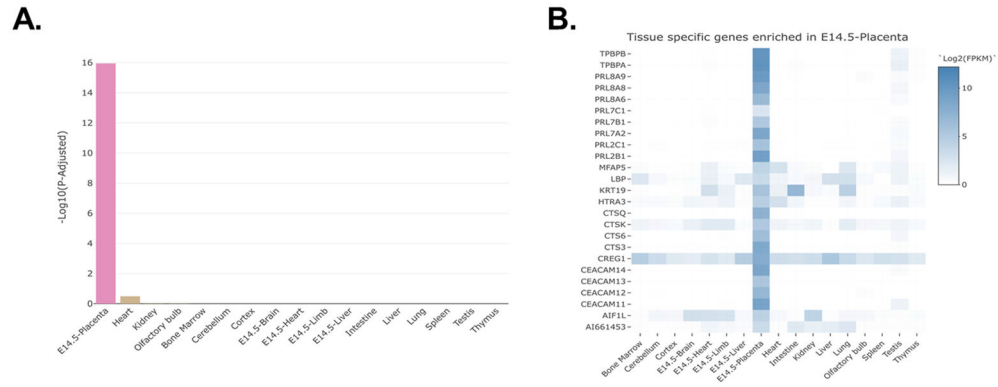 A.
B.
-Log10(P-Adjusted)
16
14
12
10
8
6
4
2
0
E14.5-Placenta
Heart
Kidney
Olfactory bulb
Bone Marrow
Cerebellum
Cortex
E14.5-Brain
E14.5-Heart
E14.5-Limb
E14.5-Liver
Intestine
Liver
Lung
Spleen
Testis
Thymus
Tissue specific genes enriched in E14.5-Placenta
TPBPB
TPBPA
PRL8A9
PRL8A8
PRL8A6
PRL7C1
PRL7B1
PRL7A2
PRL2C1
PRL2B1
MFAP5
LBP
KRT19
HTRA3
CTSQ
CTSK
CTS6
CTS3
CREG1
CEACAM14
CEACAM13
CEACAM12
CEACAM11
AIF1L
AI661453
Bone Marrow
Cerebellum
Cortex
E14.5-Brain
E14.5-Heart
E14.5-Limb
E14.5-Liver
E14.5-Placenta
Heart
Intestine
Kidney
Liver
Lung
Olfactory bulb
Spleen
Testis
Thymus
`Log2(FPKM)`
10
5
0